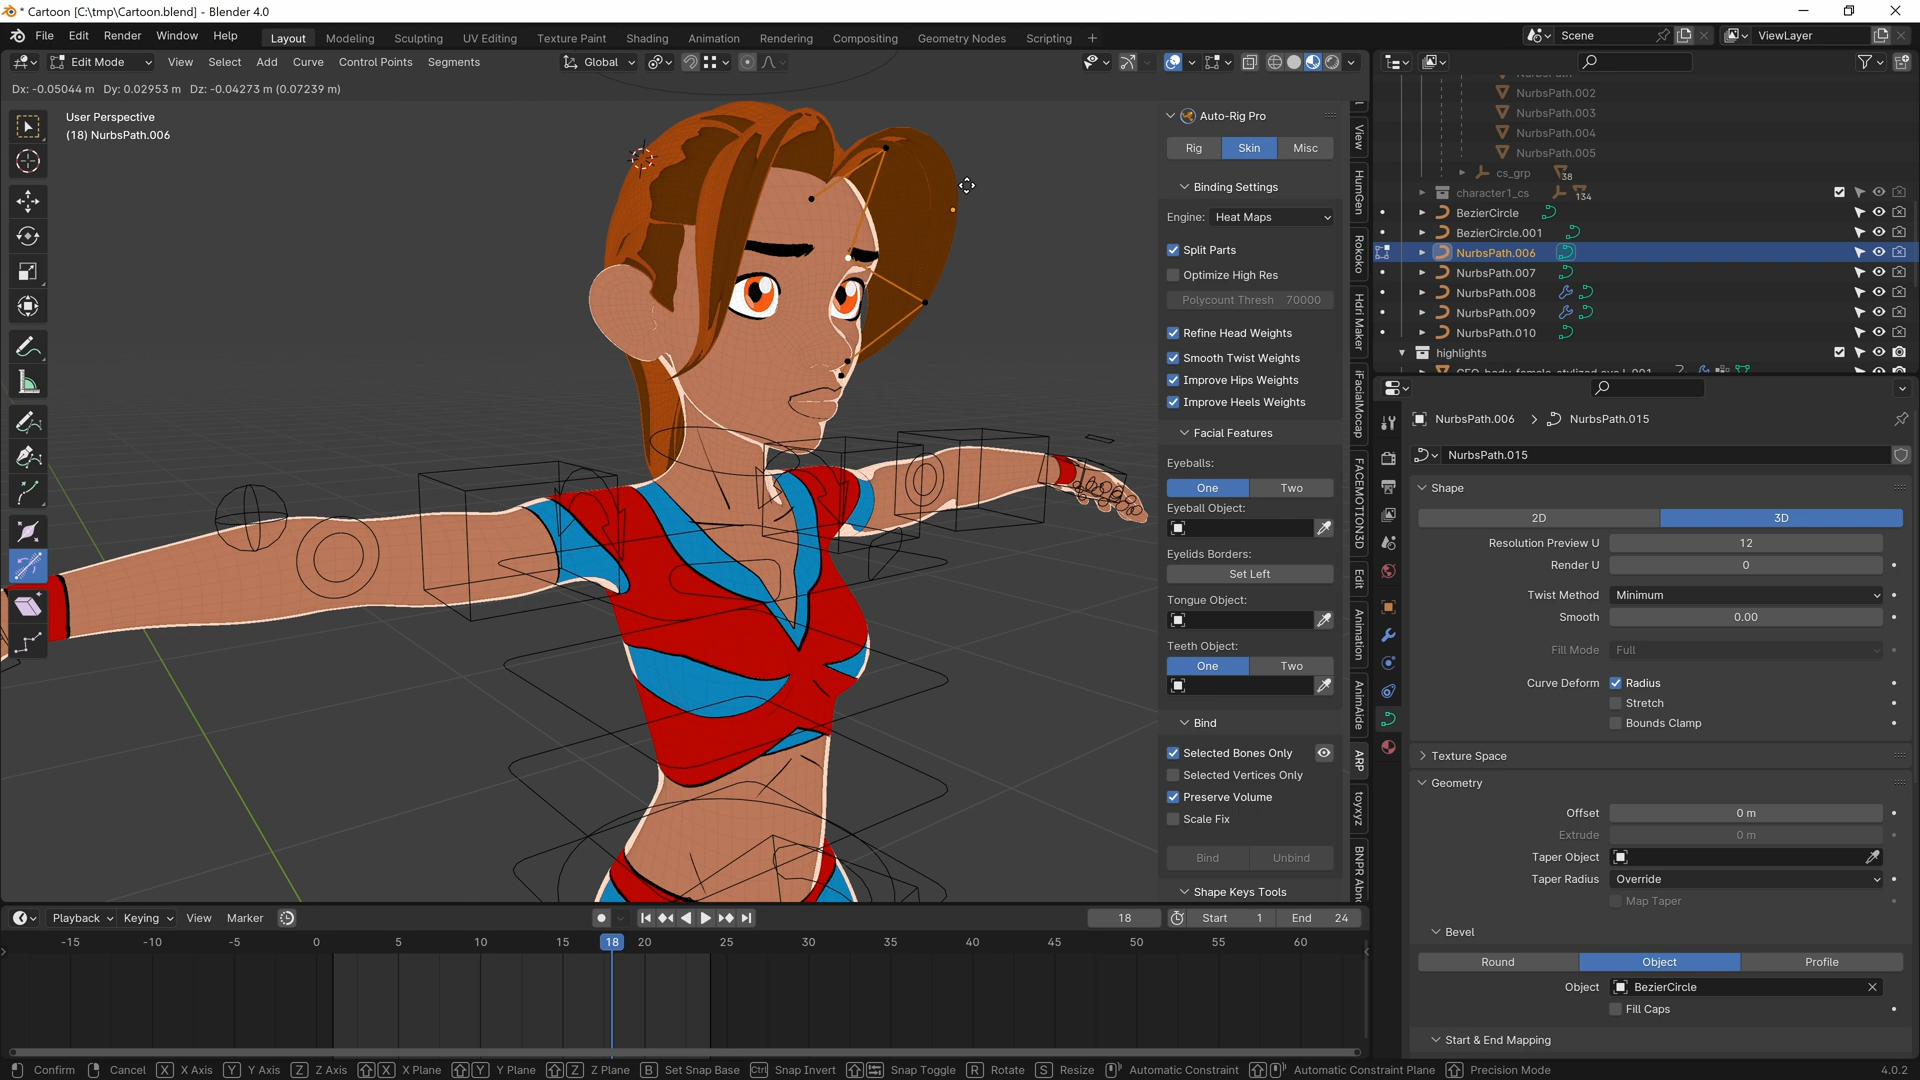 * Cartoon [C:\tmp\Cartoon.blend] - Blender 4.0
File Edit Render Window Help
Layout Modeling Sculpting UV Editing Texture Paint Shading Animation Rendering Compositing Geometry Nodes Scripting +
Scene
ViewLayer
Edit Mode View Select Add Curve Control Points Segments
Global
Dx: -0.05044 m Dy: 0.02953 m Dz: -0.04273 m (0.07239 m)
User Perspective
(18) NurbsPath.006
Auto-Rig Pro
Rig Skin Misc
Binding Settings
Engine: Heat Maps
Split Parts
Optimize High Res
Polycount Thresh 70000
Refine Head Weights
Smooth Twist Weights
Improve Hips Weights
Improve Heels Weights
Facial Features
Eyeballs:
One Two
Eyeball Object:
Eyelids Borders:
Set Left
Tongue Object:
Teeth Object:
One Two
Bind
Selected Bones Only
Selected Vertices Only
Preserve Volume
Scale Fix
Bind Unbind
Shape Keys Tools
View
HumGen
Rokoko
Hdri Maker
iFacialMocap
FACEMOTION3D
Edit
Animation
AnimAide
ARP
toyxyz
NurbsPath.002
NurbsPath.003
NurbsPath.004
NurbsPath.005
cs_grp 38
character1_cs 134
BezierCircle
BezierCircle.001
NurbsPath.006
NurbsPath.007
NurbsPath.008
NurbsPath.009
NurbsPath.010
highlights
NurbsPath.006 > NurbsPath.015
NurbsPath.015
Shape
2D 3D
Resolution Preview U 12
Render U 0
Twist Method Minimum
Smooth 0.00
Fill Mode Full
Curve Deform Radius
Stretch
Bounds Clamp
Texture Space
Geometry
Offset 0 m
Extrude 0 m
Taper Object
Taper Radius Override
Map Taper
Bevel
Round Object Profile
Object BezierCircle
Fill Caps
Start & End Mapping
Playback Keying View Marker
18 Start 1 End 24
-15 -10 -5 0 5 10 15 18 20 25 30 35 40 45 50 55 60
Confirm Cancel X X Axis Y Y Axis Z Z Axis X X Plane Y Y Plane Z Z Plane B Set Snap Base Ctrl Snap Invert Snap Toggle R Rotate S Resize Automatic Constraint Automatic Constraint Plane Precision Mode 4.0.2